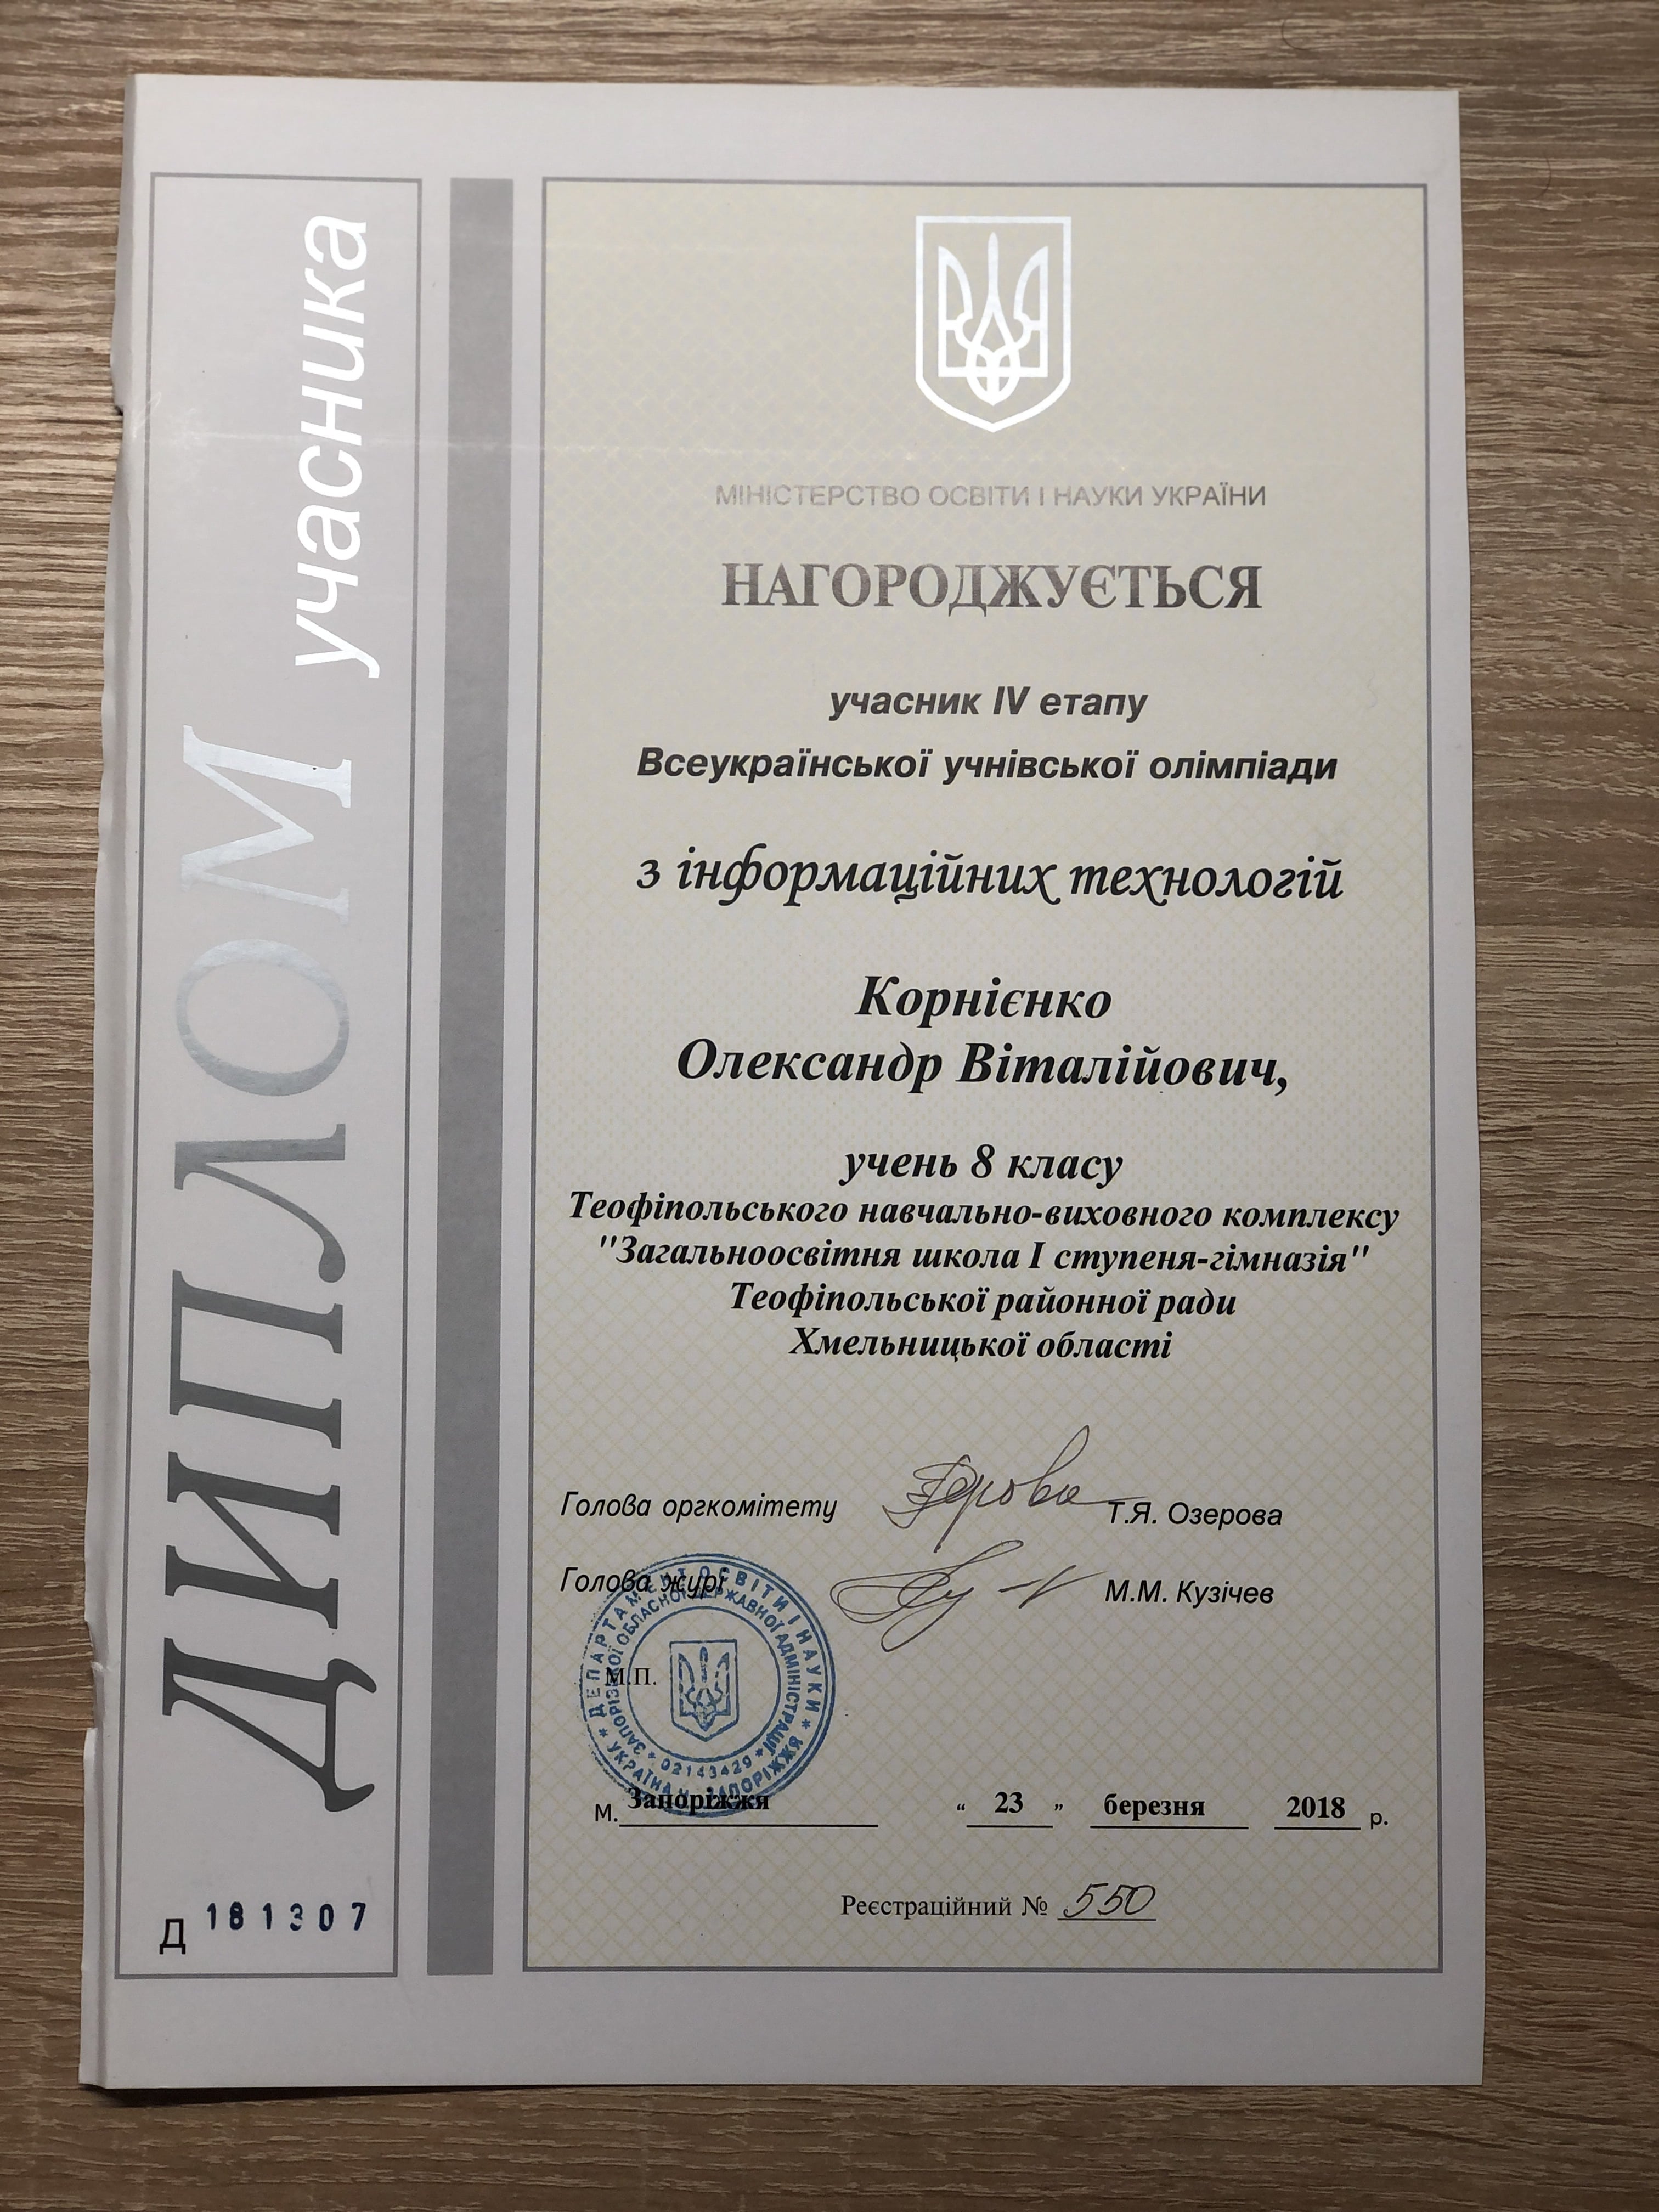 ДИПЛОМ учасника
Д 181307
МІНІСТЕРСТВО ОСВІТИ І НАУКИ УКРАЇНИ
НАГОРОДЖУЄТЬСЯ
учасник IV етапу
Всеукраїнської учнівської олімпіади
з інформаційних технологій
Корнієнко
Олександр Віталійович,
учень 8 класу
Теофіпольського навчально-виховного комплексу
"Загальноосвітня школа І ступеня-гімназія"
Теофіпольської районної ради
Хмельницької області
Голова оргкомітету Т.Я. Озерова
Голова журі М.М. Кузічев
М.П.
ДЕПАРТАМЕНТ ОСВІТИ І НАУКИ * УКРАЇНА М. ЗАПОРІЖЖЯ *
ЗАПОРІЗЬКОЇ ОБЛАСНОЇ ДЕРЖАВНОЇ АДМІНІСТРАЦІЇ * 02143429 *
м. Запоріжжя “ 23 ” березня 2018 р.
Реєстраційний № 550